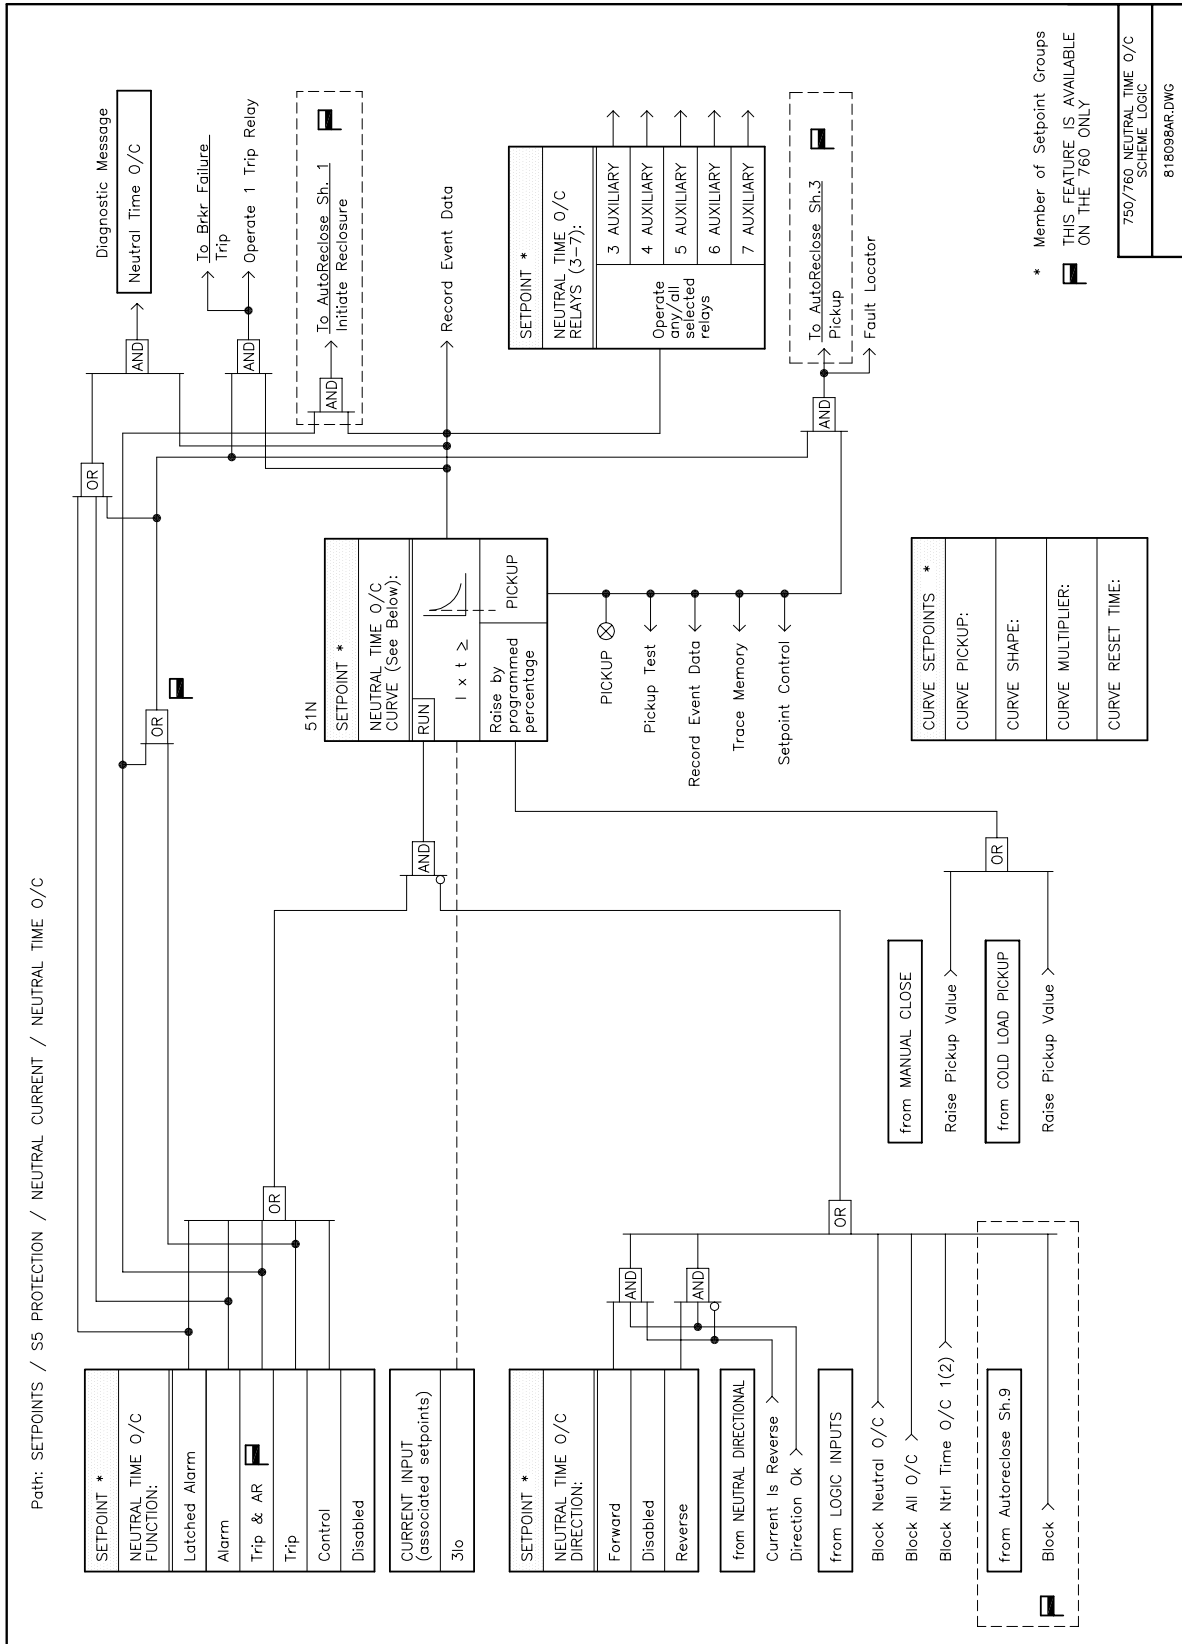 Path: SETPOINTS / S5 PROTECTION / NEUTRAL CURRENT / NEUTRAL TIME O/C
SETPOINT *
NEUTRAL TIME O/C
FUNCTION:
Latched Alarm
Alarm
Trip & AR
Trip
Control
Disabled
CURRENT INPUT
(associated setpoints)
3Io
SETPOINT *
NEUTRAL TIME O/C
DIRECTION:
Forward
Disabled
Reverse
from NEUTRAL DIRECTIONAL
Current Is Reverse
Direction Ok
from LOGIC INPUTS
Block Neutral O/C
Block All O/C
Block Ntrl Time O/C 1(2)
from Autoreclose Sh.9
Block
OR
AND
AND
OR
from MANUAL CLOSE
Raise Pickup Value
from COLD LOAD PICKUP
Raise Pickup Value
OR
AND
OR
51N
SETPOINT *
NEUTRAL TIME O/C
CURVE (See Below):
RUN
I x t ≥
Raise by
programmed
percentage
PICKUP
PICKUP
Pickup Test
Record Event Data
Trace Memory
Setpoint Control
CURVE SETPOINTS *
CURVE PICKUP:
CURVE SHAPE:
CURVE MULTIPLIER:
CURVE RESET TIME:
OR
AND
AND
AND
AND
Diagnostic Message
Neutral Time O/C
To Brkr Failure
Trip
Operate 1 Trip Relay
To AutoReclose Sh. 1
Initiate Reclosure
Record Event Data
SETPOINT *
NEUTRAL TIME O/C
RELAYS (3-7):
Operate
any/all
selected
relays
3 AUXILIARY
4 AUXILIARY
5 AUXILIARY
6 AUXILIARY
7 AUXILIARY
To AutoReclose Sh.3
Pickup
Fault Locator
* Member of Setpoint Groups
THIS FEATURE IS AVAILABLE
ON THE 760 ONLY
750/760 NEUTRAL TIME O/C
SCHEME LOGIC
818098AR.DWG